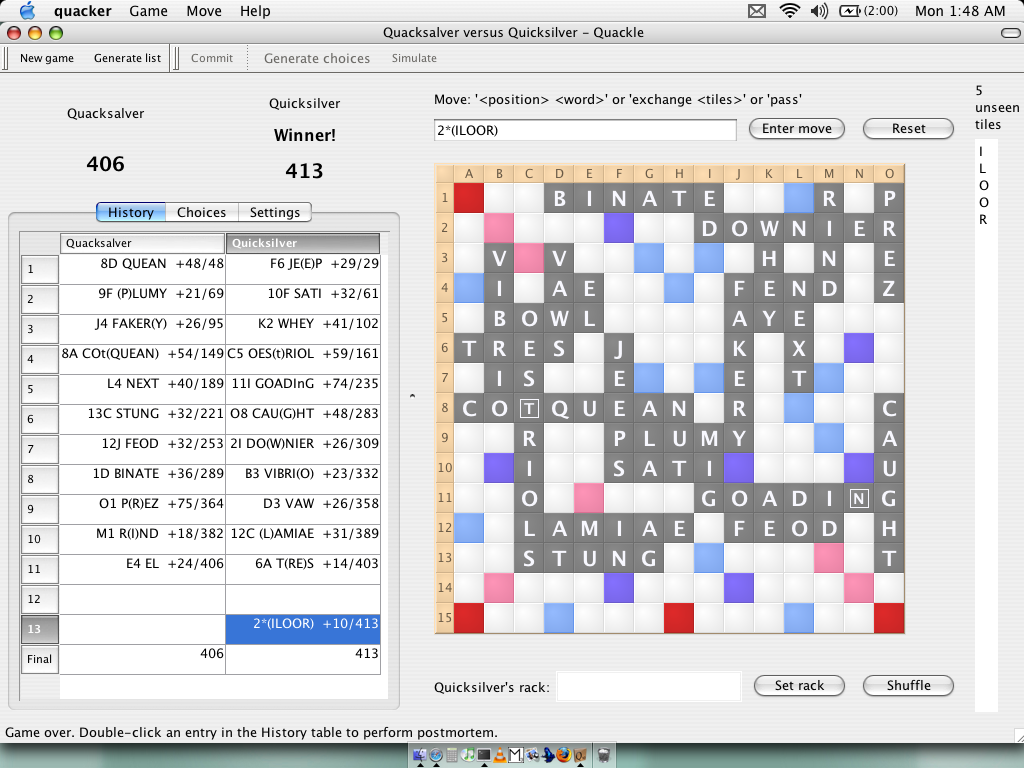 quacker Game Move Help (2:00) Mon 1:48 AM
Quacksalver versus Quicksilver – Quackle
New game Generate list Commit Generate choices Simulate
Quacksalver
406
Quicksilver
Winner!
413
History Choices Settings
Quacksalver Quicksilver
1 8D QUEAN +48/48 F6 JE(E)P +29/29
2 9F (P)LUMY +21/69 10F SATI +32/61
3 J4 FAKER(Y) +26/95 K2 WHEY +41/102
4 8A COt(QUEAN) +54/149 C5 OES(t)RIOL +59/161
5 L4 NEXT +40/189 11I GOADInG +74/235
6 13C STUNG +32/221 O8 CAU(G)HT +48/283
7 12J FEOD +32/253 2I DO(W)NIER +26/309
8 1D BINATE +36/289 B3 VIBRI(O) +23/332
9 O1 P(R)EZ +75/364 D3 VAW +26/358
10 M1 R(I)ND +18/382 12C (L)AMIAE +31/389
11 E4 EL +24/406 6A T(RE)S +14/403
12
13 2*(ILOOR) +10/413
Final 406 413
Move: '<position> <word>' or 'exchange <tiles>' or 'pass'
2*(ILOOR) Enter move Reset
A B C D E F G H I J K L M N O
1 B I N A T E R P
2 D O W N I E R
3 V V H N E
4 I A E F E N D Z
5 B O W L A Y E
6 T R E S J K X
7 I S E E T
8 C O T Q U E A N R C
9 R P L U M Y A
10 I S A T I U
11 O G O A D I N G
12 L A M I A E F E O D H
13 S T U N G T
14
15
Quicksilver's rack: Set rack Shuffle
5
unseen
tiles
I
L
O
O
R
Game over. Double-click an entry in the History table to perform postmortem.